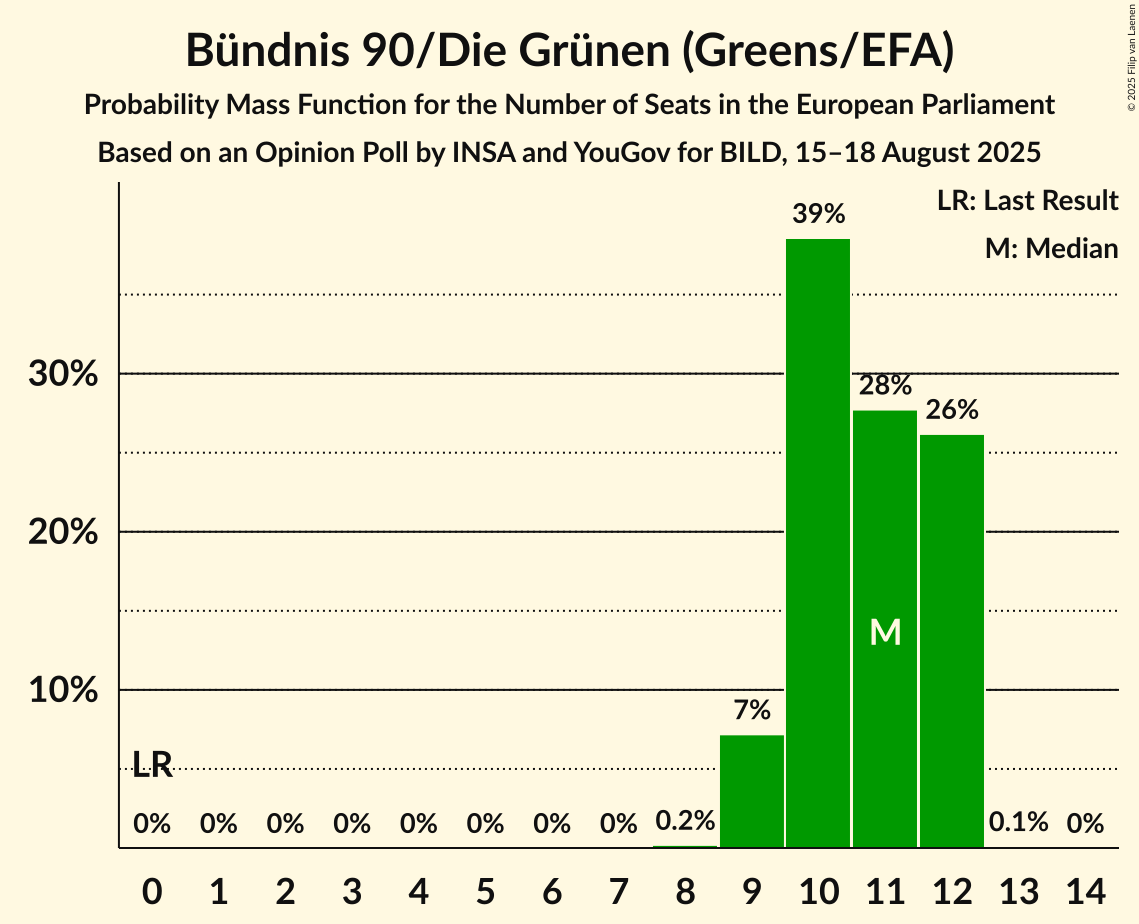 Bündnis 90/Die Grünen (Greens/EFA)
Probability Mass Function for the Number of Seats in the European Parliament
Based on an Opinion Poll by INSA and YouGov for BILD, 15–18 August 2025
© 2025 Filip van Laenen
LR: Last Result
M: Median
39%
30%
28%
26%
20%
M
10%
7%
LR
0% 0% 0% 0% 0% 0% 0% 0% 0.2% 0.1% 0%
0 1 2 3 4 5 6 7 8 9 10 11 12 13 14